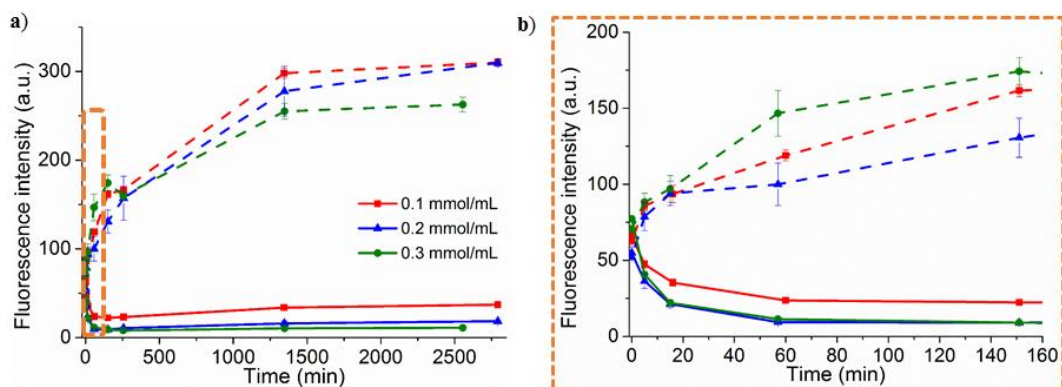 a)
Fluorescence intensity (a.u.)
300
200
100
0
0 500 1000 1500 2000 2500
Time (min)
0.1 mmol/mL
0.2 mmol/mL
0.3 mmol/mL
b)
Fluorescence intensity (a.u.)
200
150
100
50
0
0 20 40 60 80 100 120 140 160
Time (min)